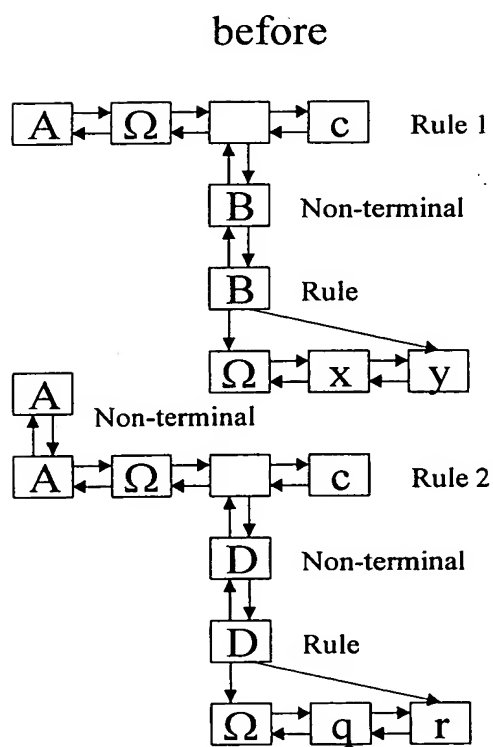 before
A Ω c Rule 1
B Non-terminal
B Rule
Ω x y
A Non-terminal
A Ω c Rule 2
D Non-terminal
D Rule
Ω q r